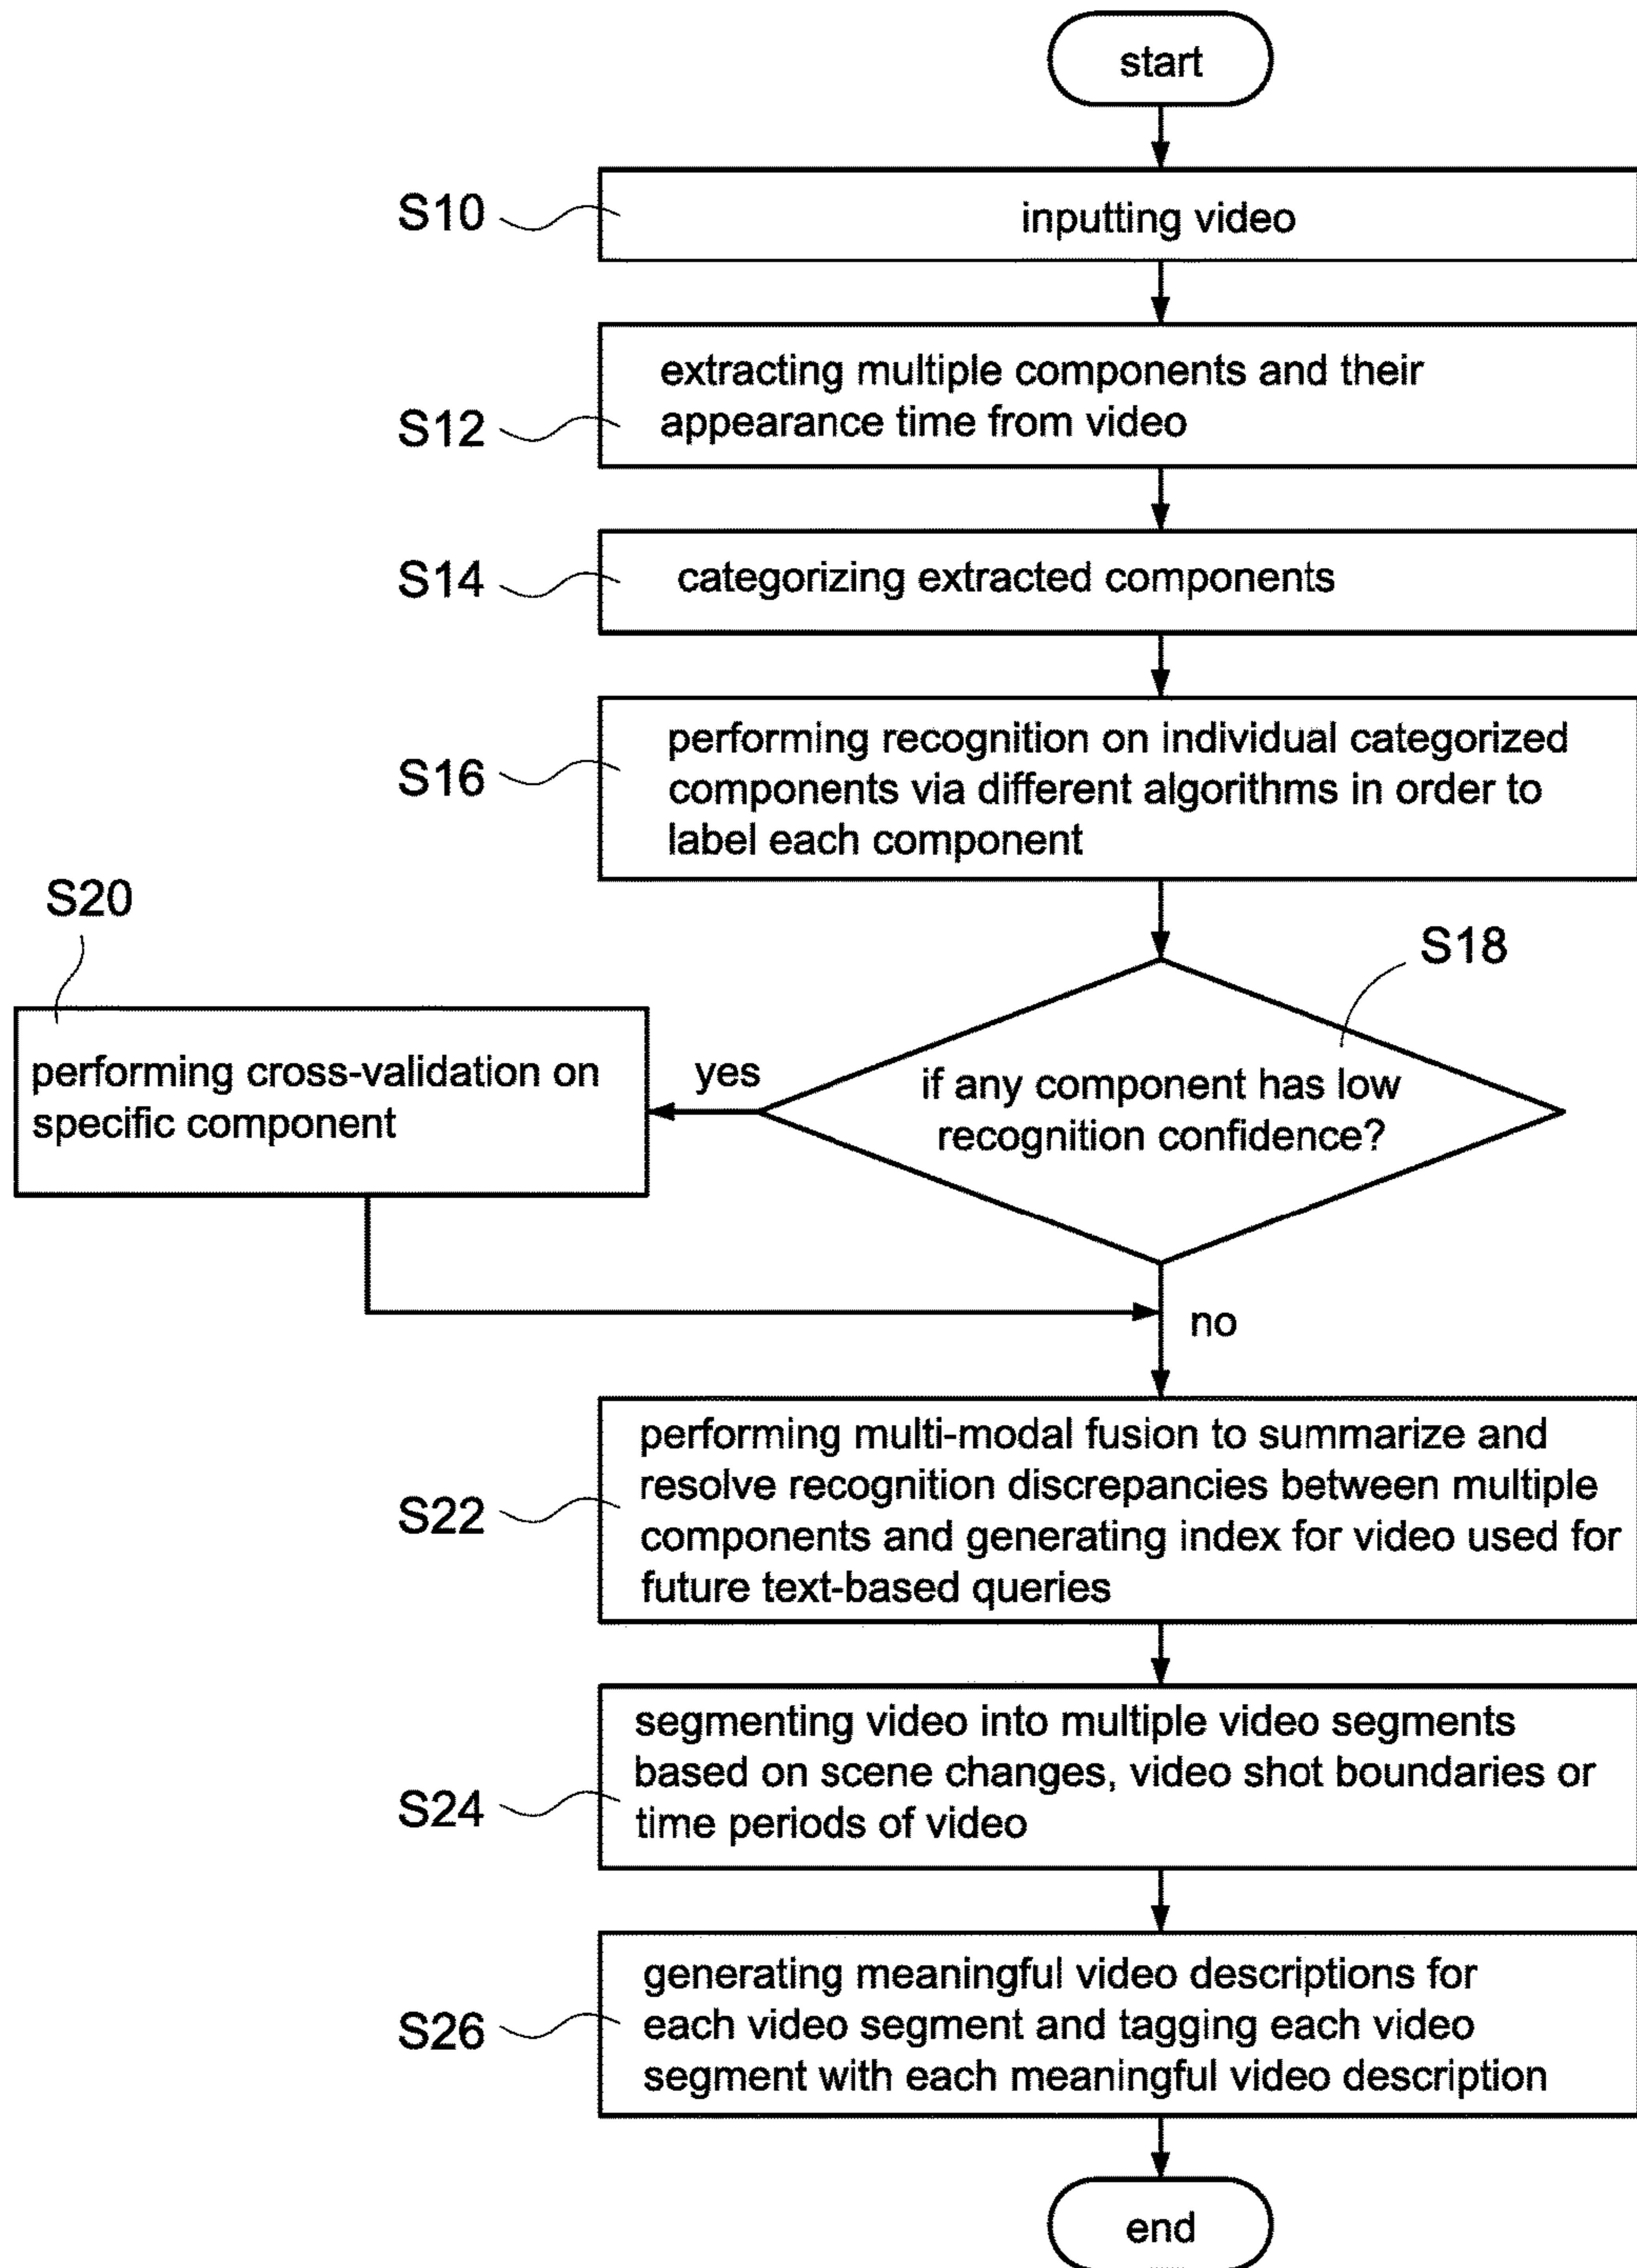 start
S10
inputting video
S12
extracting multiple components and their
appearance time from video
S14
categorizing extracted components
S16
performing recognition on individual categorized
components via different algorithms in order to
label each component
S18
if any component has low
recognition confidence?
yes
S20
performing cross-validation on
specific component
no
S22
performing multi-modal fusion to summarize and
resolve recognition discrepancies between multiple
components and generating index for video used for
future text-based queries
S24
segmenting video into multiple video segments
based on scene changes, video shot boundaries or
time periods of video
S26
generating meaningful video descriptions for
each video segment and tagging each video
segment with each meaningful video description
end